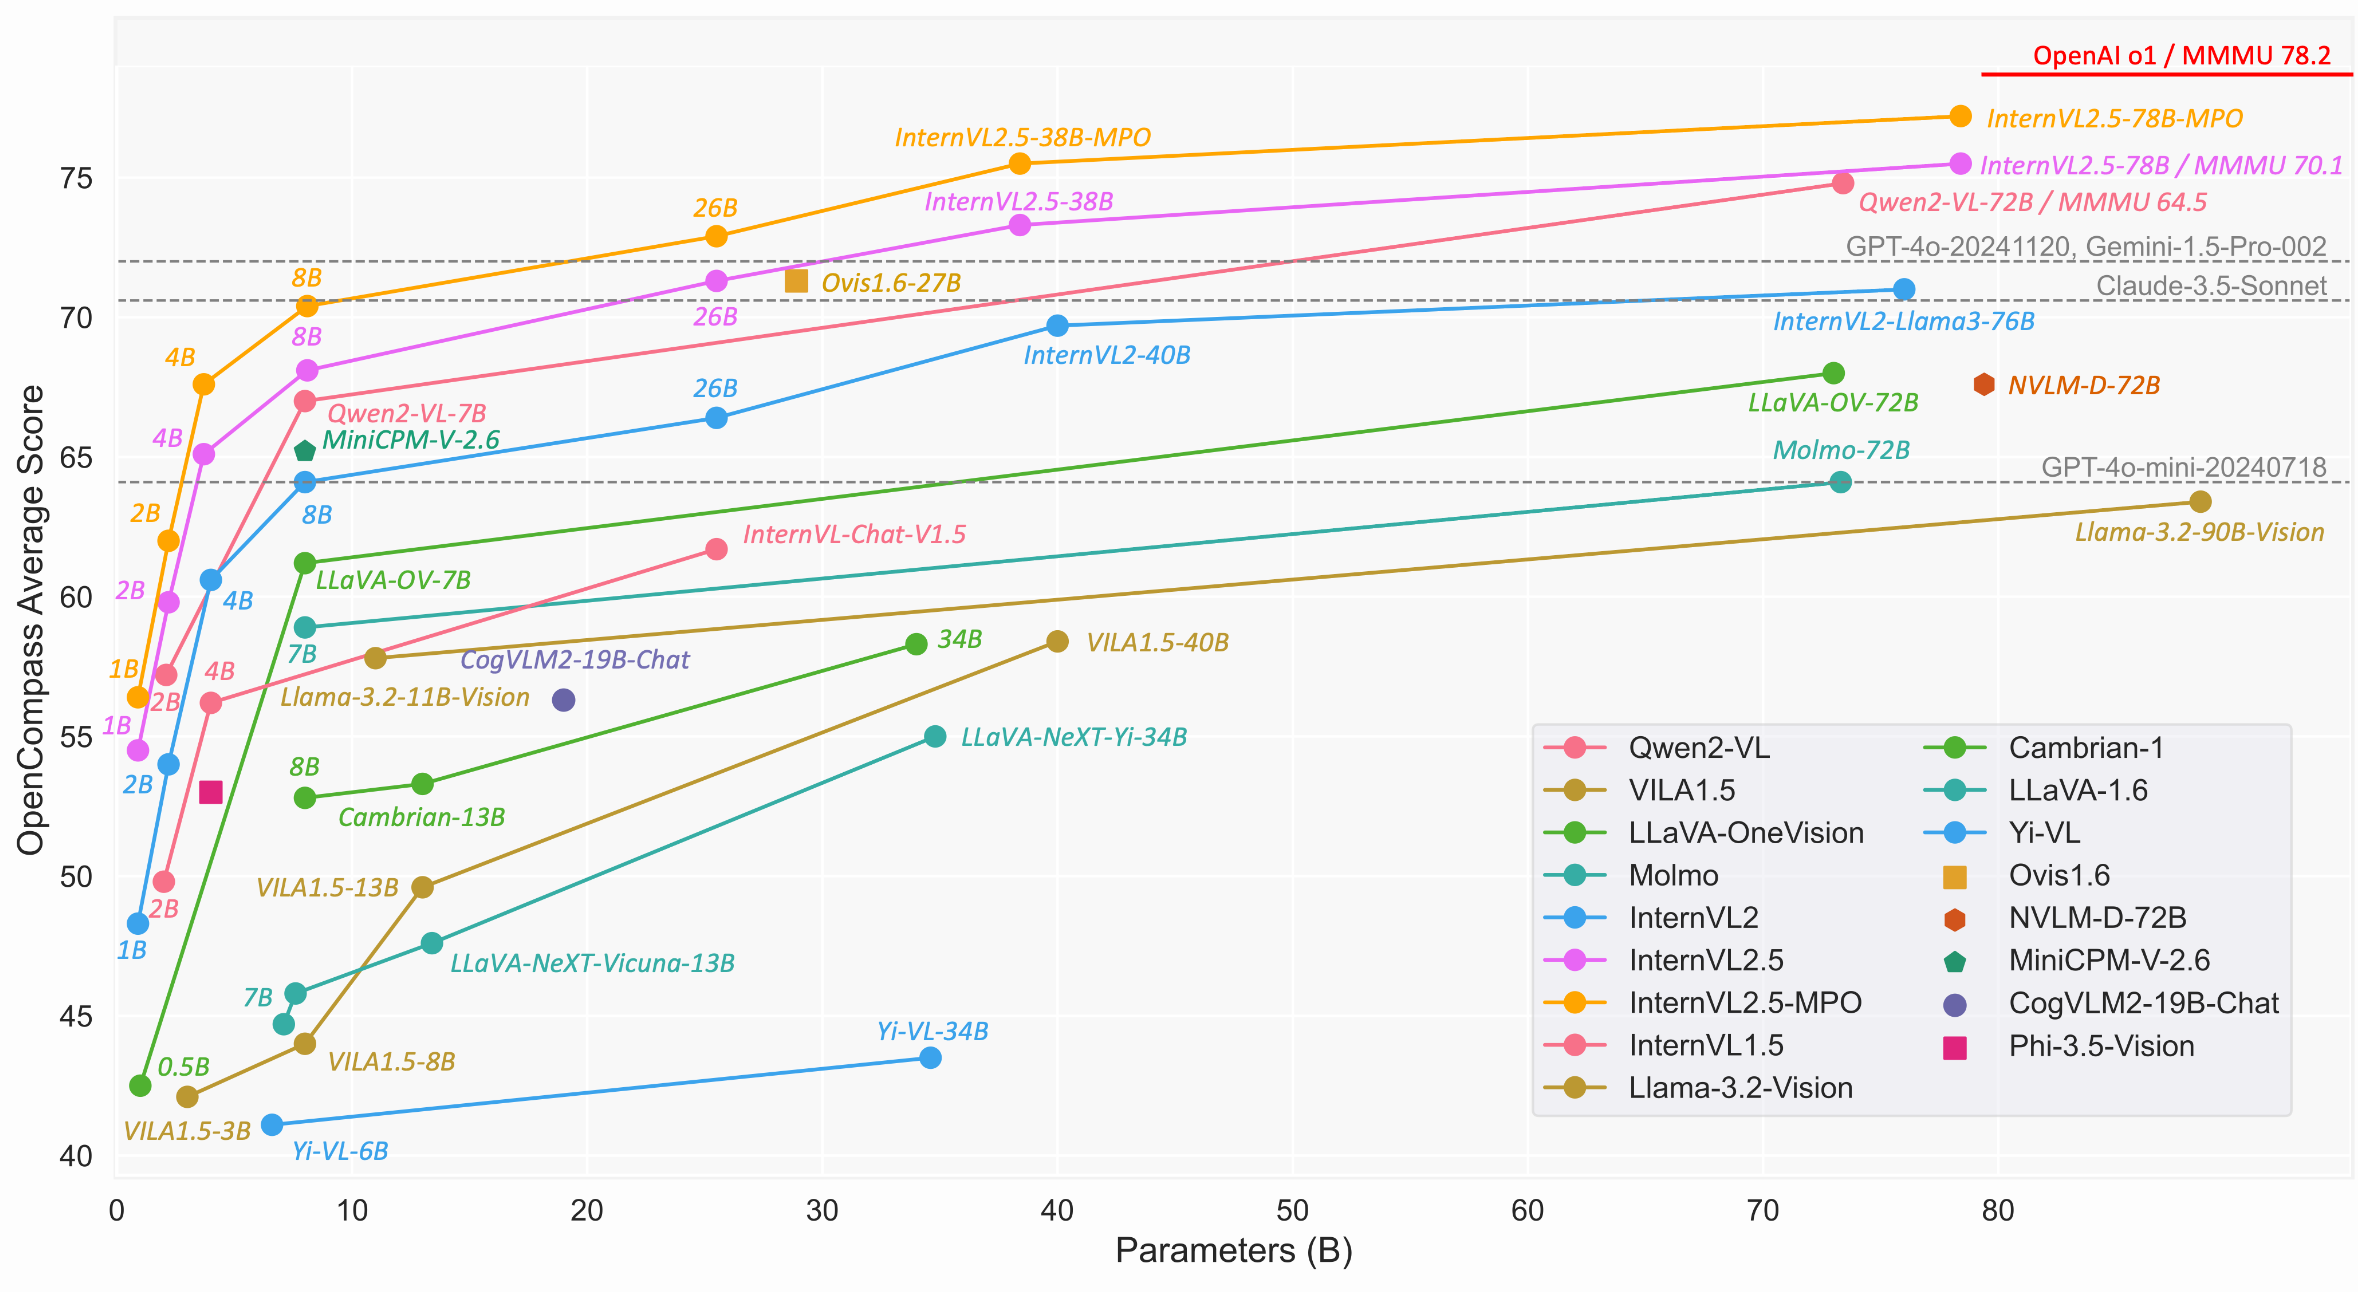 OpenAI o1 / MMMU 78.2
InternVL2.5-78B-MPO
InternVL2.5-38B-MPO
InternVL2.5-78B / MMMU 70.1
75
InternVL2.5-38B
Qwen2-VL-72B / MMMU 64.5
26B
GPT-4o-20241120, Gemini-1.5-Pro-002
8B
Ovis1.6-27B
Claude-3.5-Sonnet
70
26B
InternVL2-Llama3-76B
8B
4B
InternVL2-40B
26B
NVLM-D-72B
LLaVA-OV-72B
Qwen2-VL-7B
4B
MiniCPM-V-2.6
Molmo-72B
65
GPT-4o-mini-20240718
2B
8B
InternVL-Chat-V1.5
Llama-3.2-90B-Vision
LLaVA-OV-7B
2B
60
4B
34B
VILA1.5-40B
7B
CogVLM2-19B-Chat
1B
4B
Llama-3.2-11B-Vision
2B
1B
55
LLaVA-NeXT-Yi-34B
8B
2B
Cambrian-13B
50
VILA1.5-13B
2B
1B
LLaVA-NeXT-Vicuna-13B
7B
45
Yi-VL-34B
VILA1.5-8B
0.5B
VILA1.5-3B
Yi-VL-6B
40
OpenCompass Average Score
Qwen2-VL
VILA1.5
LLaVA-OneVision
Molmo
InternVL2
InternVL2.5
InternVL2.5-MPO
InternVL1.5
Llama-3.2-Vision
Cambrian-1
LLaVA-1.6
Yi-VL
Ovis1.6
NVLM-D-72B
MiniCPM-V-2.6
CogVLM2-19B-Chat
Phi-3.5-Vision
0 10 20 30 40 50 60 70 80
Parameters (B)